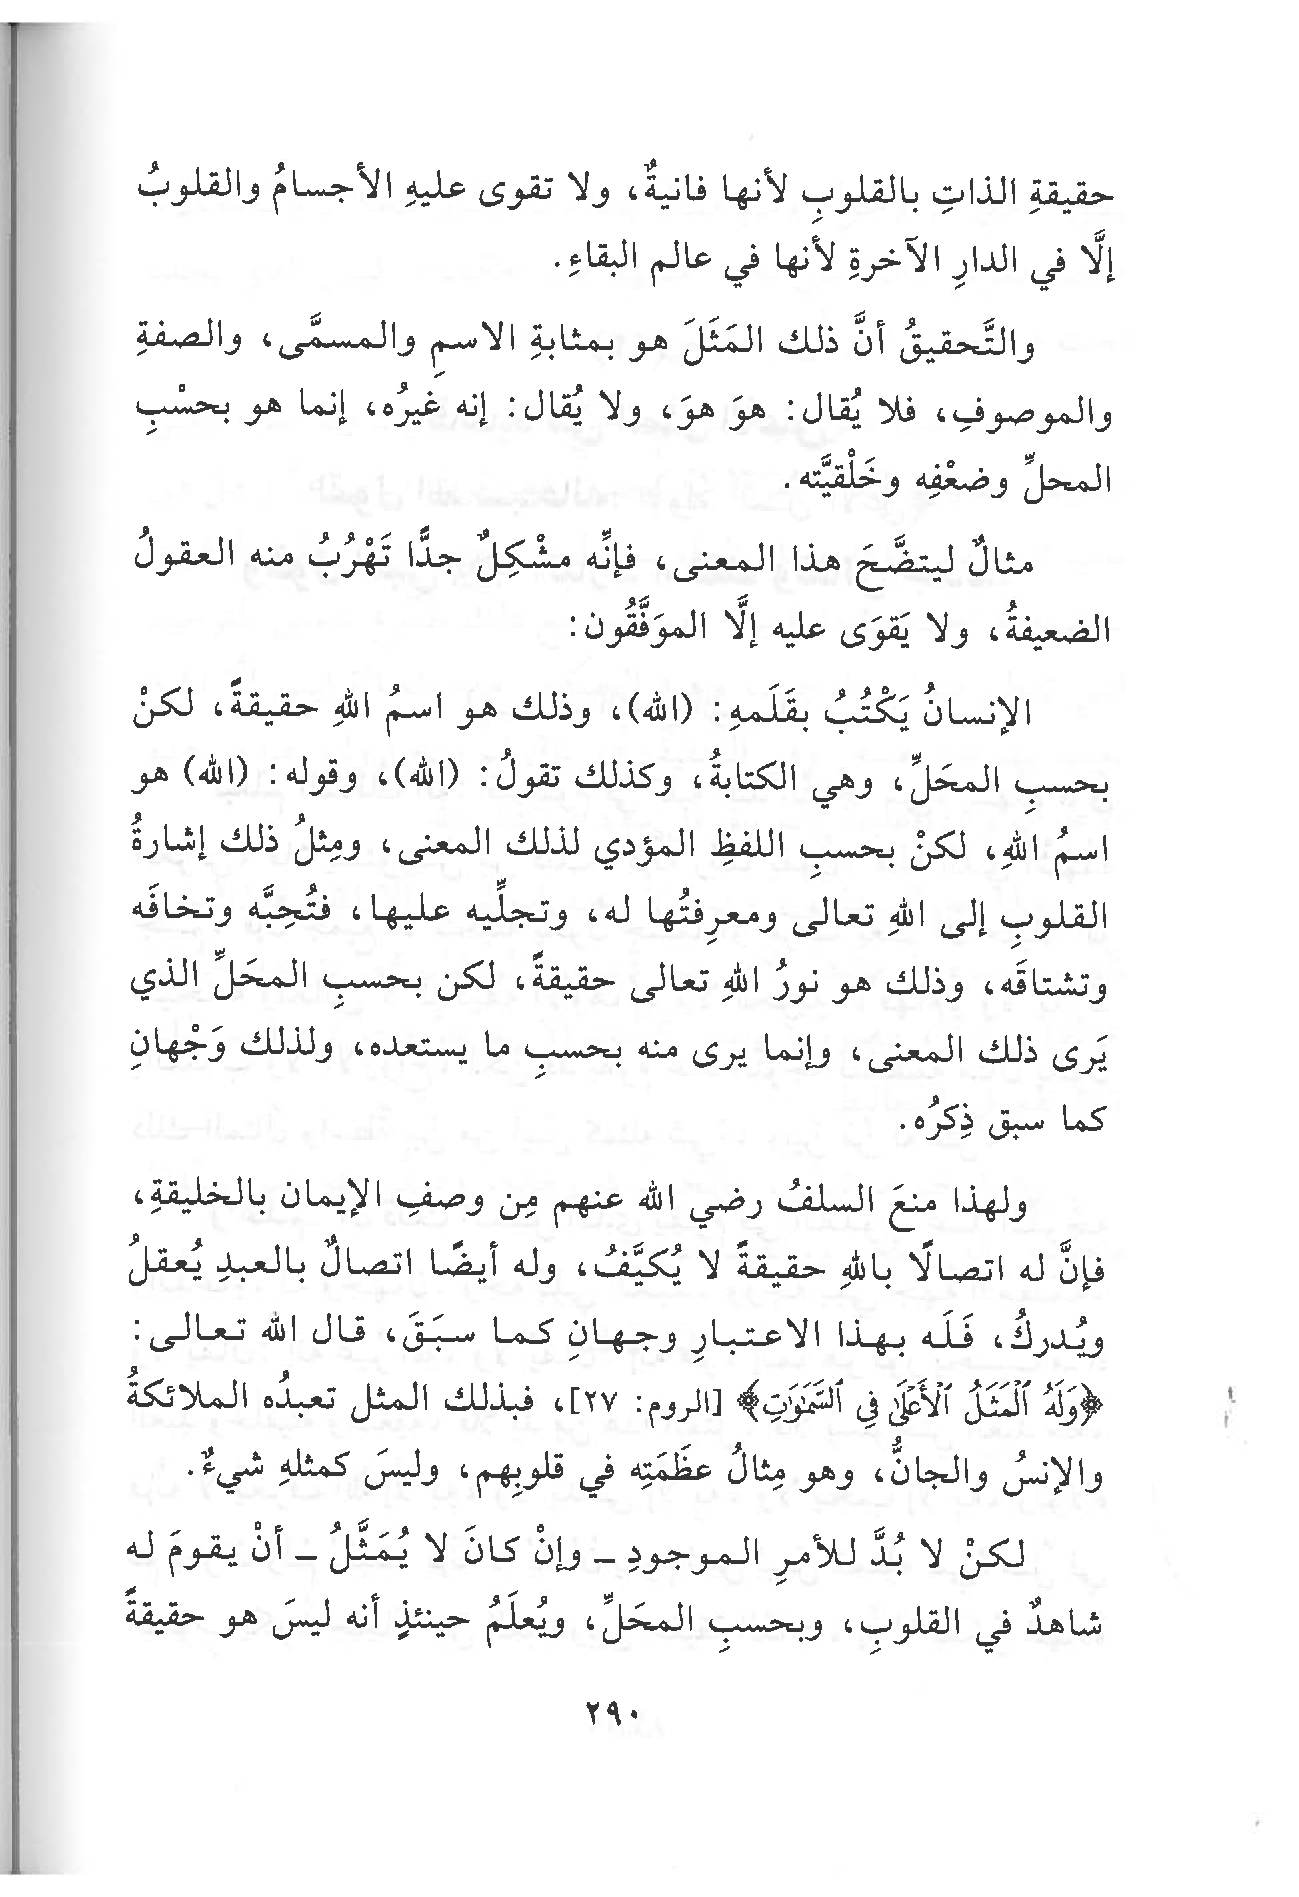 حقيقةِ الذاتِ بالقلوبِ لأنها فانيةٌ، ولا تقوى عليهِ الأجسامُ والقلوبُ
إلَّا في الدارِ الآخرةِ لأنها في عالم البقاءِ.
والتَّحقيقُ أنَّ ذلك المَثَلَ هو بمثابةِ الاسمِ والمسمَّى، والصفةِ
والموصوفِ، فلا يُقال: هوَ هوَ، ولا يُقال: إنه غيرُه، إنما هو بحسْبِ
المحلِّ وضعْفِه وخَلْقيَّته.
مثالٌ ليتضَّحَ هذا المعنى، فإنَّه مشْكِلٌ جدًّا تَهْرُبُ منه العقولُ
الضعيفةُ، ولا يَقوَى عليه إلَّا الموَفَّقُون:
الإنسانُ يَكْتُبُ بقَلَمهِ: (الله)، وذلك هو اسمُ اللهِ حقيقةً، لكنْ
بحسبِ المحَلِّ، وهي الكتابةُ، وكذلك تقولُ: (الله)، وقوله: (الله) هو
اسمُ اللهِ، لكنْ بحسبِ اللفظِ المؤدي لذلك المعنى، ومِثلُ ذلك إشارةُ
القلوبِ إلى اللهِ تعالى ومعرِفتُها له، وتجلِّيه عليها، فتُحِبَّه وتخافَه
وتشتاقَه، وذلك هو نورُ اللهِ تعالى حقيقةً، لكن بحسبِ المحَلِّ الذي
يَرى ذلك المعنى، وإنما يرى منه بحسبِ ما يستعده، ولذلك وَجْهانِ
كما سبق ذِكرُه.
ولهذا منعَ السلفُ رضي الله عنهم مِن وصفِ الإيمان بالخليقةِ،
فإنَّ له اتصالًا باللهِ حقيقةً لا يُكيَّفُ، وله أيضًا اتصالٌ بالعبدِ يُعقلُ
ويُدركُ، فَلَه بهذا الاعتبارِ وجهانِ كما سبَقَ، قال الله تعالى:
﴿وَلَهُ ٱلْمَثَلُ ٱلْأَعْلَىٰ فِي ٱلسَّمَٰوَٰتِ﴾ [الروم: ٢٧]، فبذلك المثل تعبدُه الملائكةُ
والإنسُ والجانُّ، وهو مِثالُ عظَمَتِه في قلوبِهم، وليسَ كمثلهِ شيءٌ.
لكنْ لا بُدَّ للأمرِ الموجودِ ـ وإنْ كانَ لا يُمَثَّلُ ـ أنْ يقومَ له
شاهدٌ في القلوبِ، وبحسبِ المحَلِّ، ويُعلَمُ حينئذٍ أنه ليسَ هو حقيقةً
٢٩٠